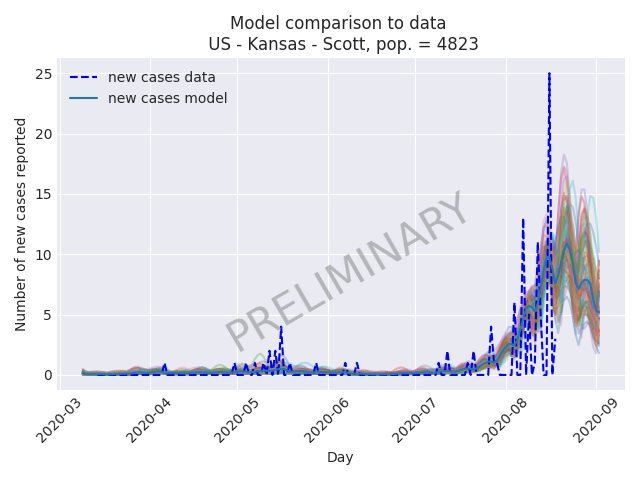 Model comparison to data
US - Kansas - Scott, pop. = 4823
new cases data
new cases model
Number of new cases reported
25
20
15
10
5
0
PRELIMINARY
2020-03
2020-04
2020-05
2020-06
2020-07
2020-08
2020-09
Day